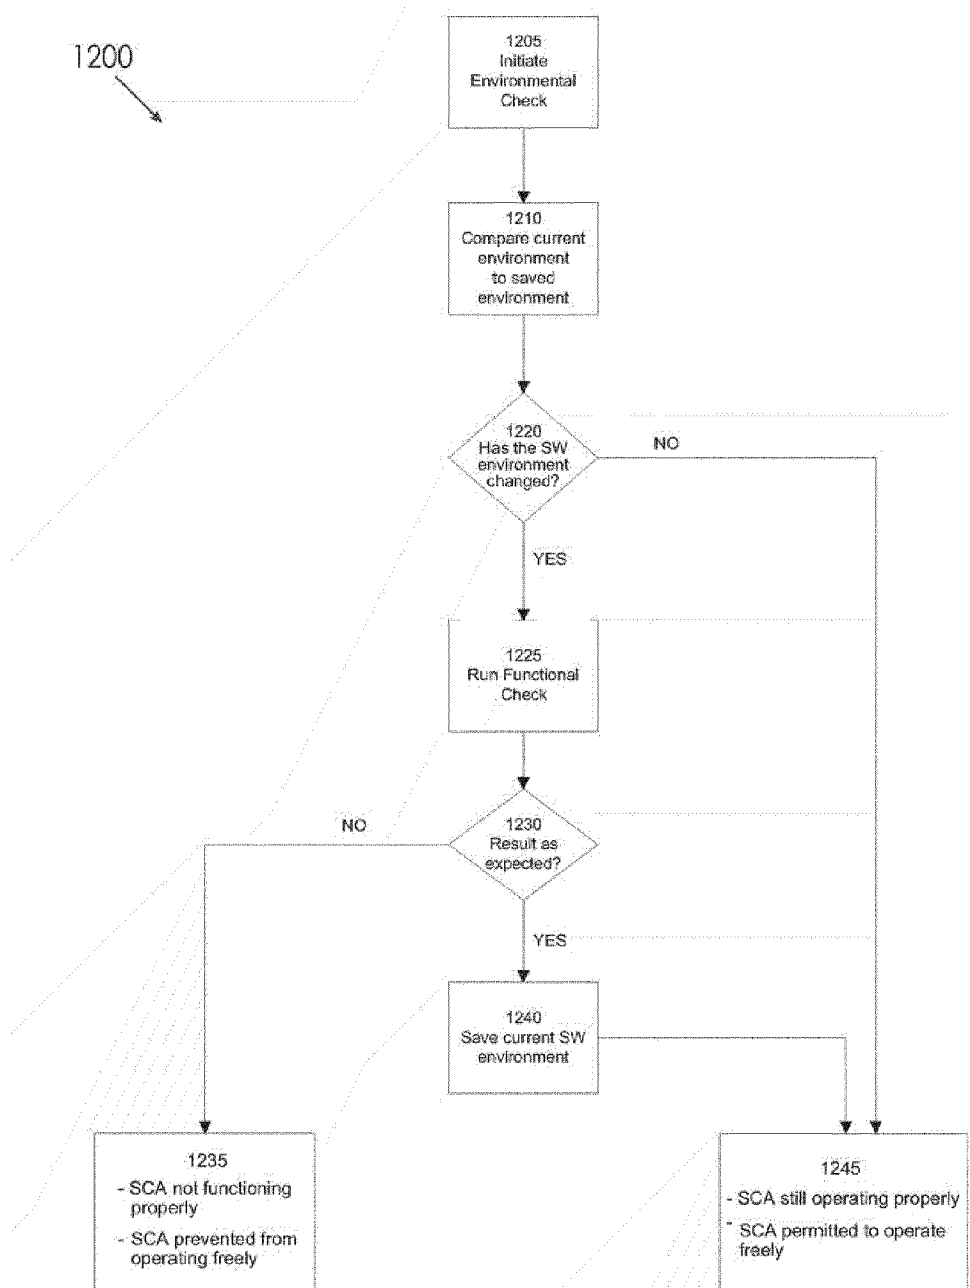 1200
1205
Initiate
Environmental
Check
1210
Compare current
environment
to saved
environment
1220
Has the SW
environment
changed?
NO
YES
1225
Run Functional
Check
1230
Result as
expected?
NO
YES
1240
Save current SW
environment
1235
- SCA not functioning
properly
- SCA prevented from
operating freely
1245
- SCA still operating properly
- SCA permitted to operate
freely